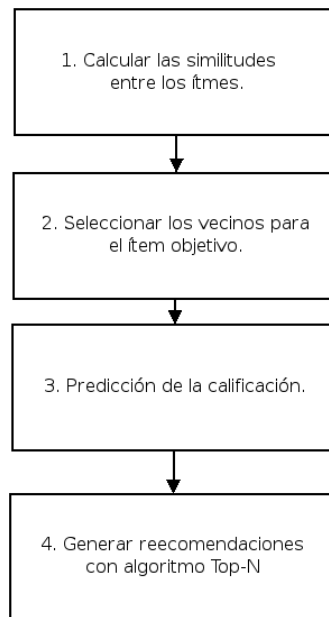 1. Calcular las similitudes
entre los ítmes.
2. Seleccionar los vecinos para
el ítem objetivo.
3. Predicción de la calificación.
4. Generar reecomendaciones
con algoritmo Top-N